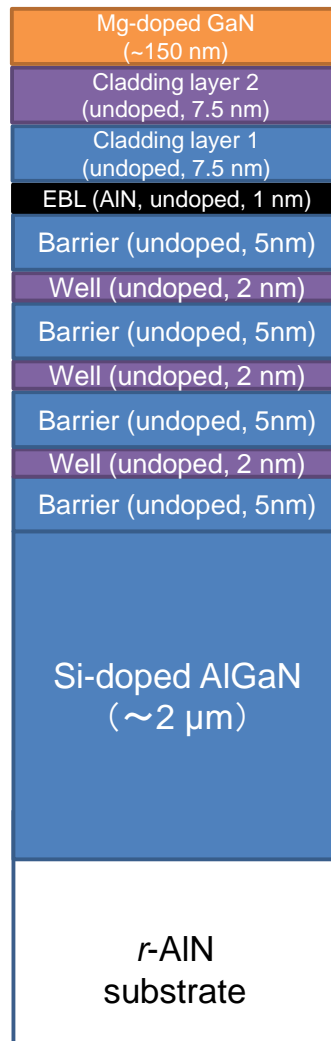 Mg-doped GaN
(~150 nm)
Cladding layer 2
(undoped, 7.5 nm)
Cladding layer 1
(undoped, 7.5 nm)
EBL (AlN, undoped, 1 nm)
Barrier (undoped, 5nm)
Well (undoped, 2 nm)
Barrier (undoped, 5nm)
Well (undoped, 2 nm)
Barrier (undoped, 5nm)
Well (undoped, 2 nm)
Barrier (undoped, 5nm)
Si-doped AlGaN
(～2 μm)
r-AlN
substrate